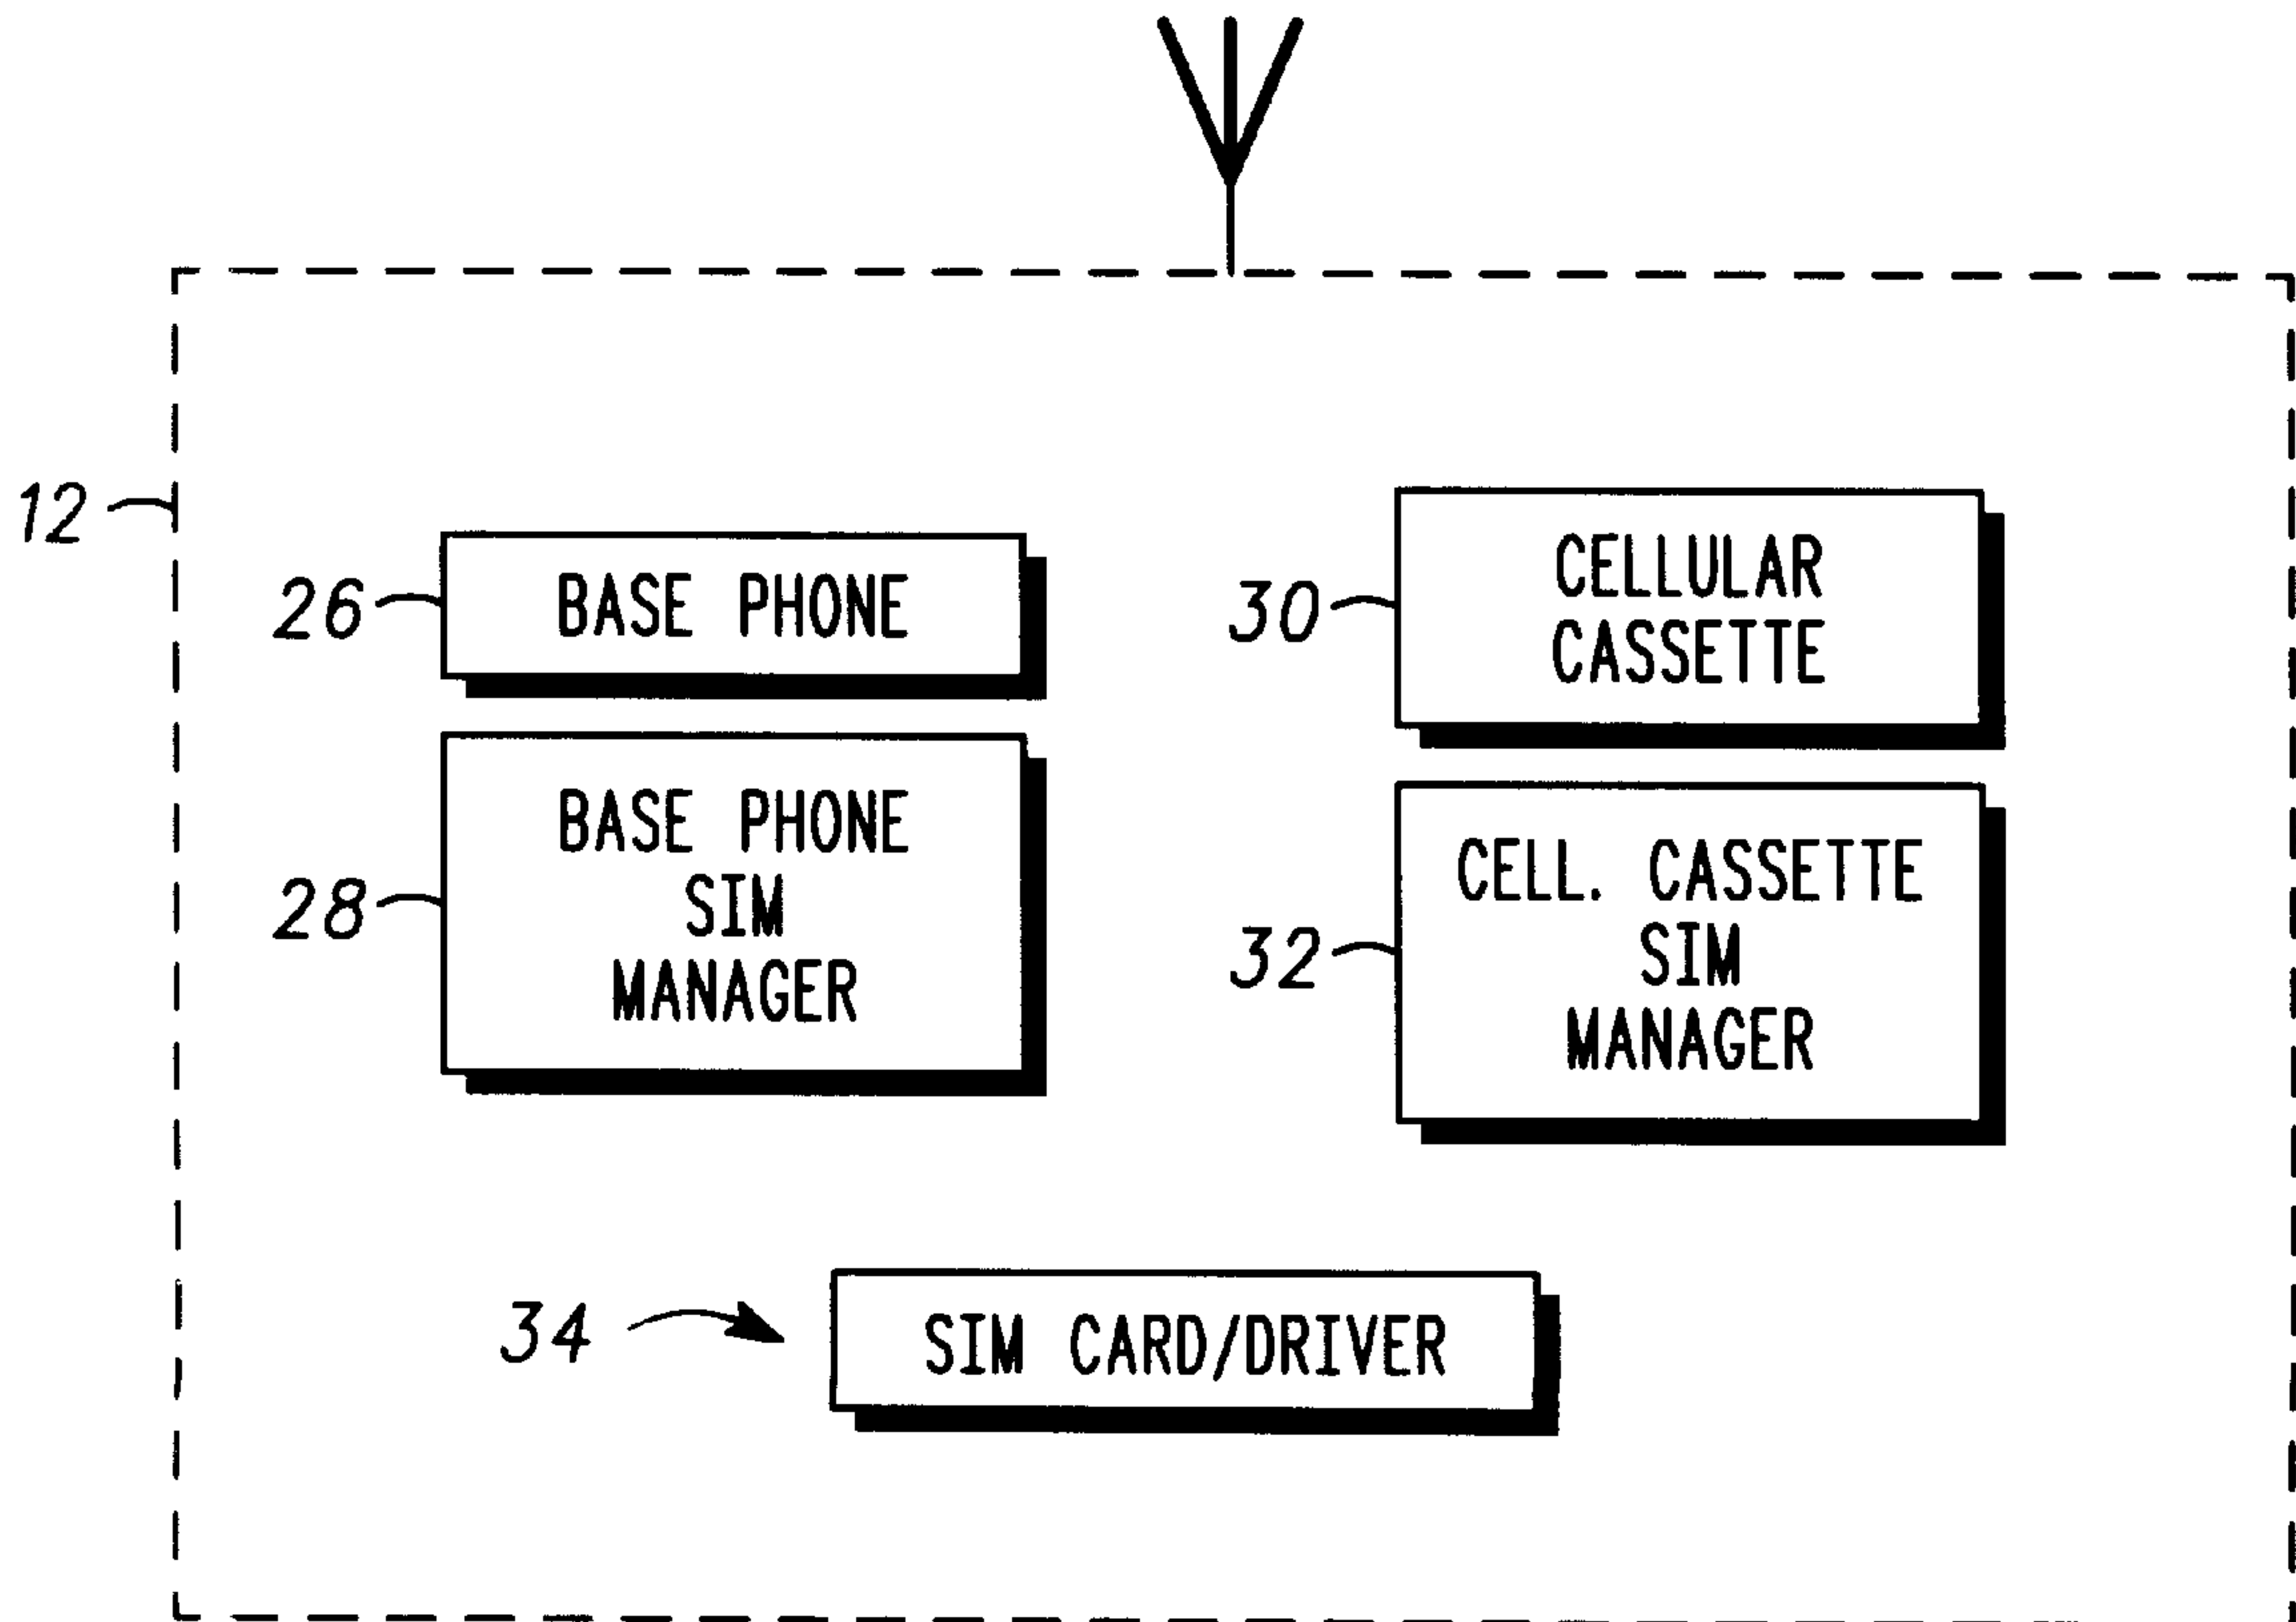 12
26
BASE PHONE
30
CELLULAR
CASSETTE
28
BASE PHONE
SIM
MANAGER
32
CELL. CASSETTE
SIM
MANAGER
34
SIM CARD/DRIVER